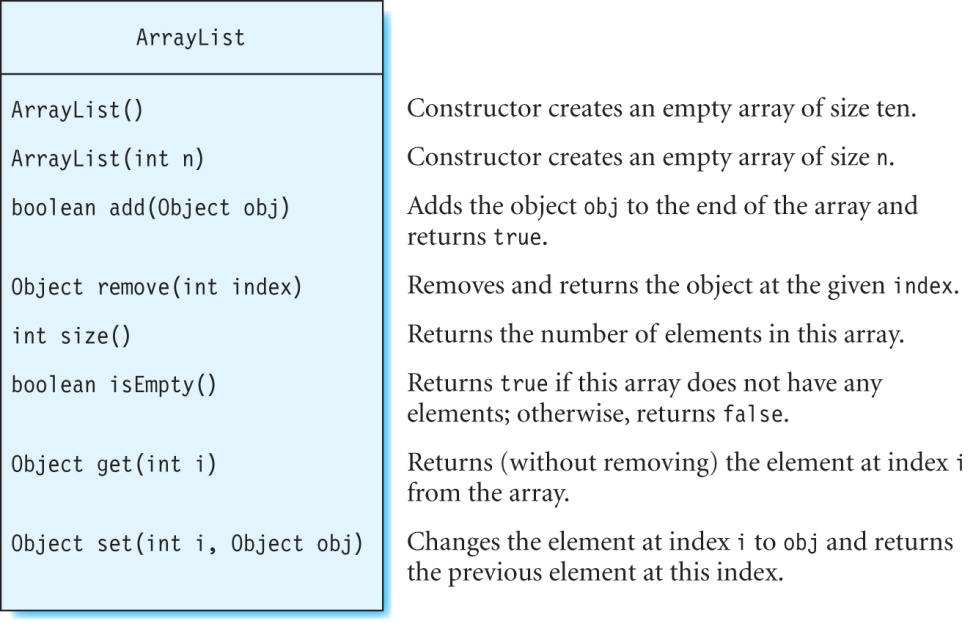 ArrayList
ArrayList()
Constructor creates an empty array of size ten.
ArrayList(int n)
Constructor creates an empty array of size n.
boolean add(Object obj)
Adds the object obj to the end of the array and
returns true.
Object remove(int index)
Removes and returns the object at the given index.
int size()
Returns the number of elements in this array.
boolean isEmpty()
Returns true if this array does not have any
elements; otherwise, returns false.
Object get(int i)
Returns (without removing) the element at index i
from the array.
Object set(int i, Object obj)
Changes the element at index i to obj and returns
the previous element at this index.